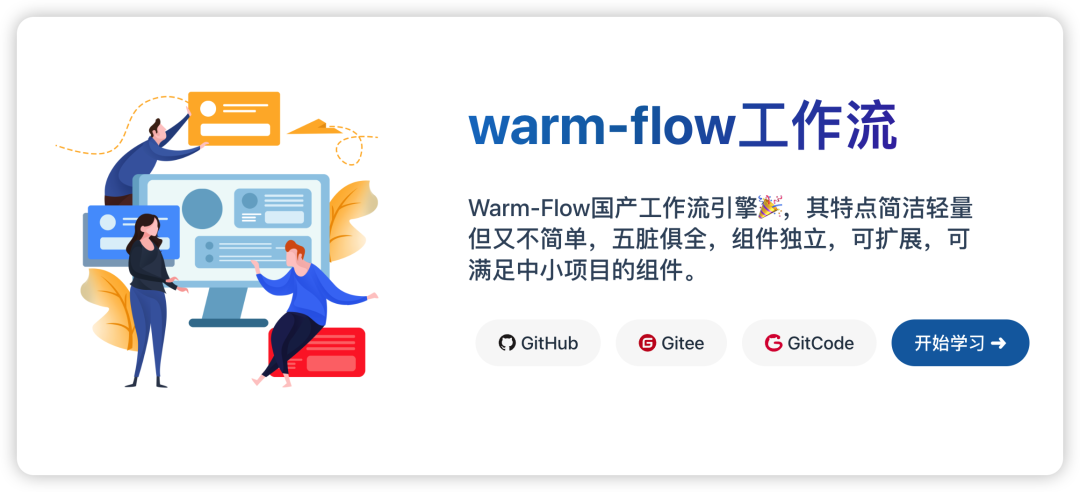 warm-flow工作流
Warm-Flow国产工作流引擎🎉，其特点简洁轻量
但又不简单，五脏俱全，组件独立，可扩展，可
满足中小项目的组件。
GitHub
Gitee
GitCode
开始学习 ➜